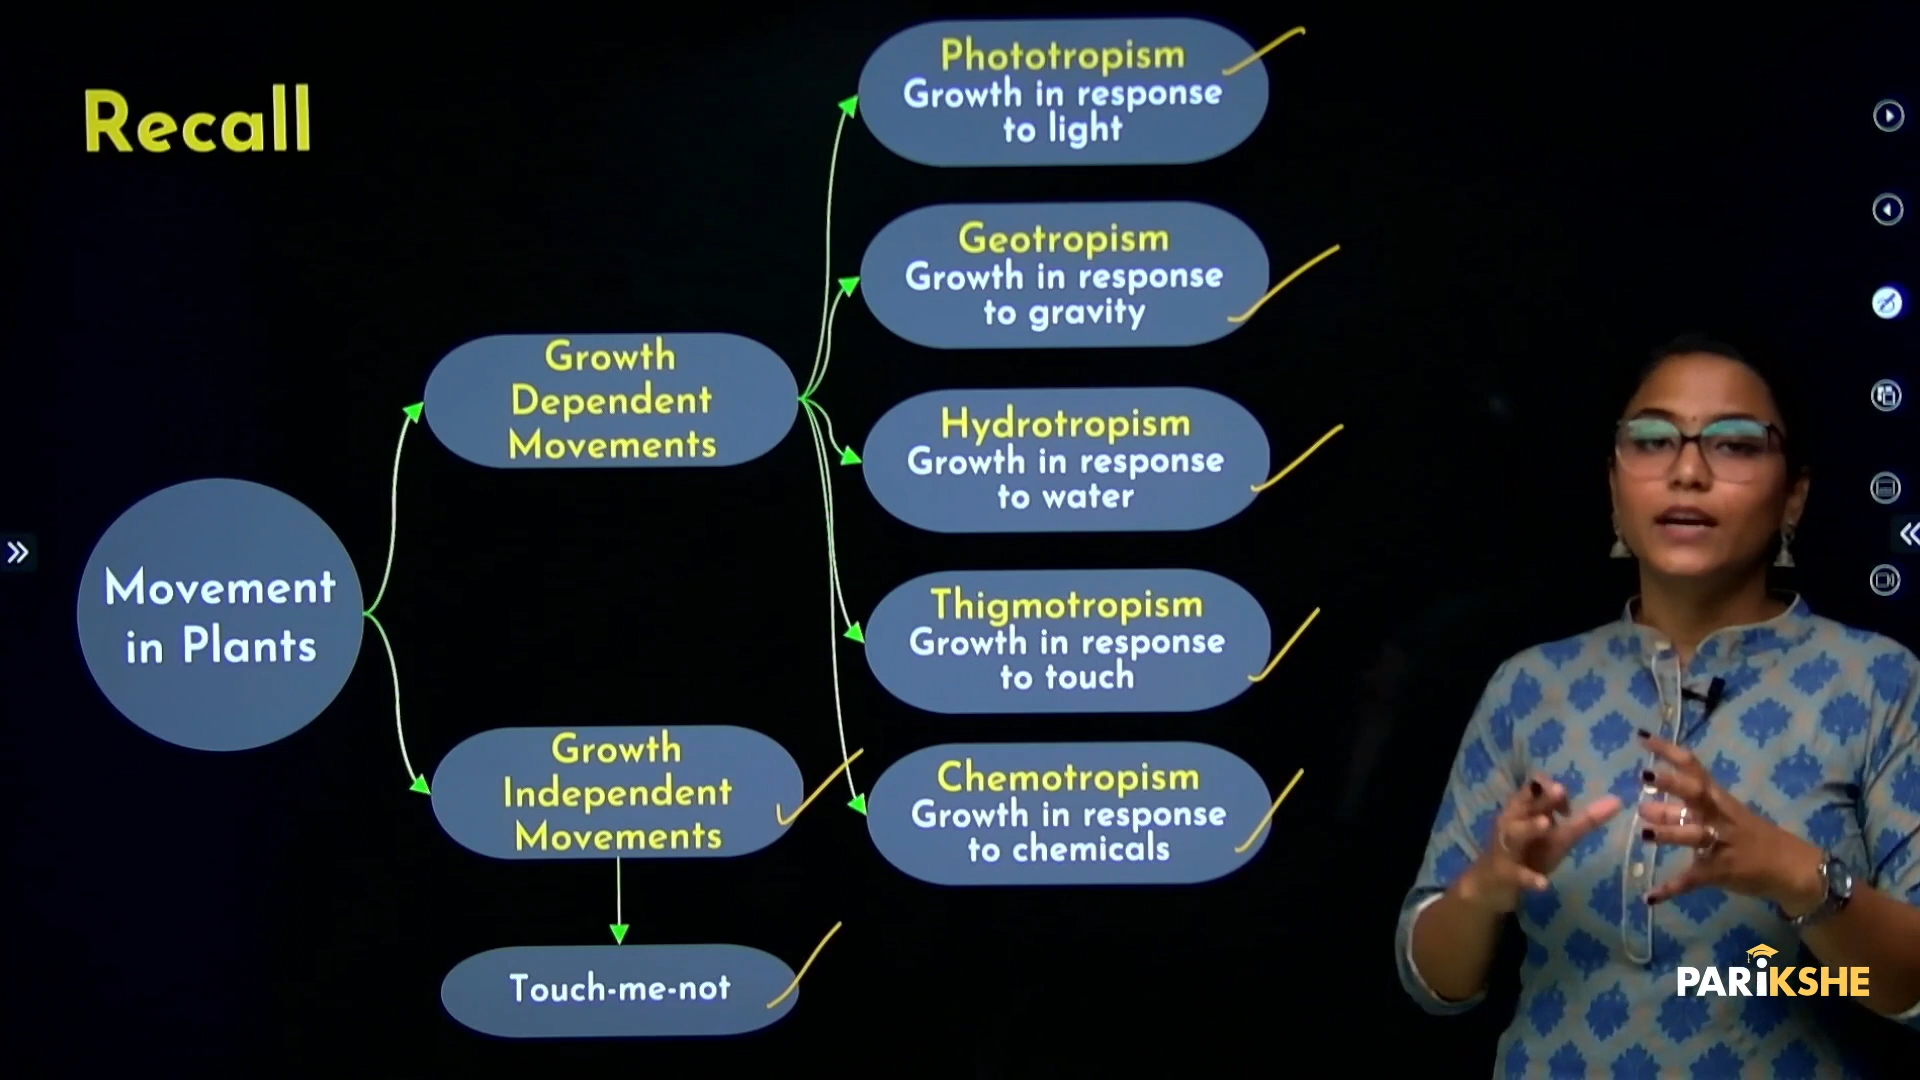 Recall
Movement
in Plants
Growth
Dependent
Movements
Phototropism
Growth in response
to light
Geotropism
Growth in response
to gravity
Hydrotropism
Growth in response
to water
Thigmotropism
Growth in response
to touch
Chemotropism
Growth in response
to chemicals
Growth
Independent
Movements
Touch-me-not
PARiKSHE